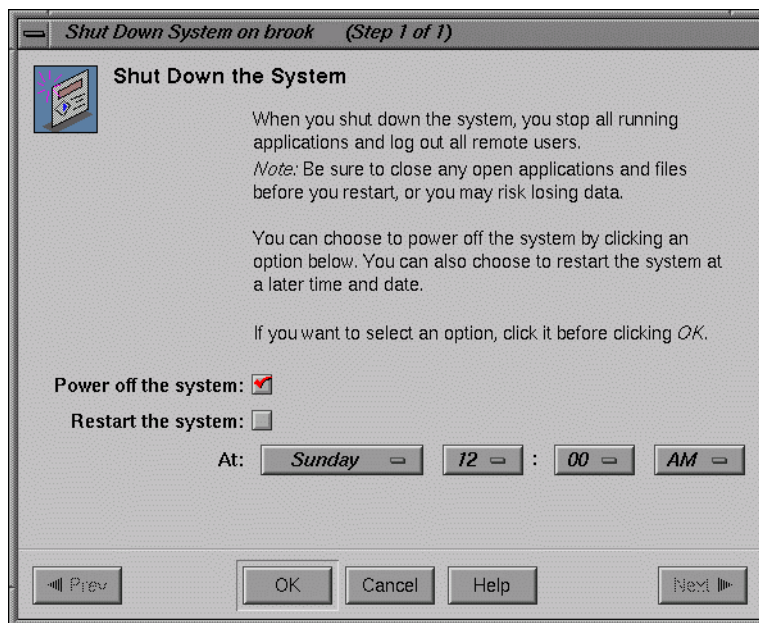 Shut Down System on brook (Step 1 of 1)
Shut Down the System
When you shut down the system, you stop all running
applications and log out all remote users.
Note: Be sure to close any open applications and files
before you restart, or you may risk losing data.
You can choose to power off the system by clicking an
option below. You can also choose to restart the system at
a later time and date.
If you want to select an option, click it before clicking OK.
Power off the system:
Restart the system:
At: Sunday 12 : 00 AM
Prev OK Cancel Help Next